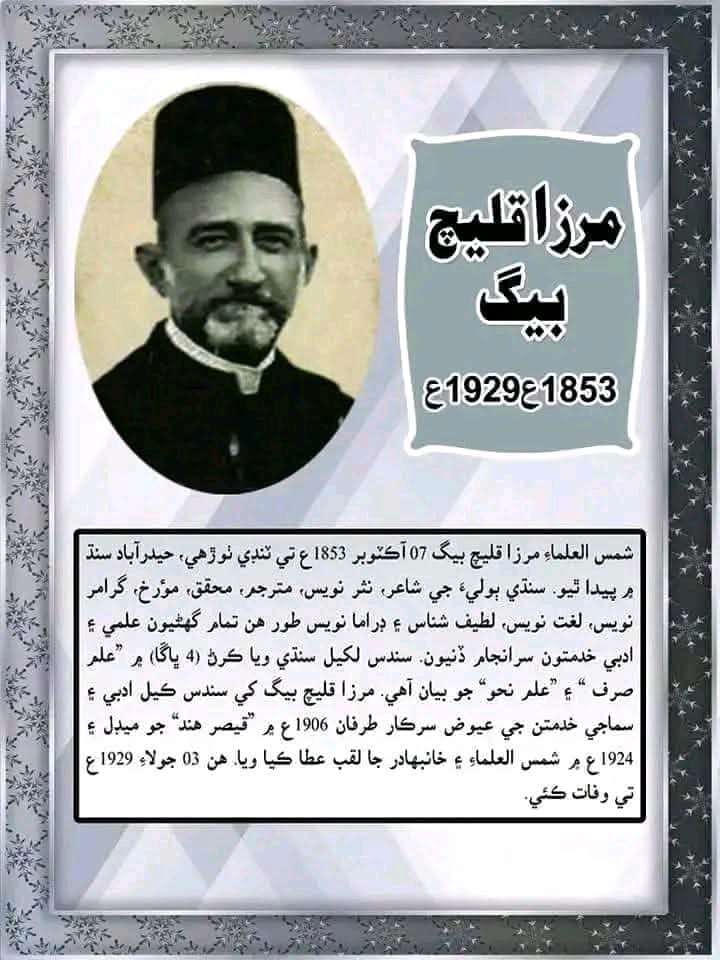 مرزا قليچ
بيگ
1853ع1929ع
شمس العلماءِ مرزا قليچ بيگ 07 آڪٽوبر 1853ع تي ٽنڊي ٺوڙهي، حيدرآباد سنڌ
۾ پيدا ٿيو. سنڌي ٻوليءَ جي شاعر، نثر نويس، مترجم، محقق، مؤرخ، گرامر
نويس، لغت نويس، لطيف شناس ۽ ڊراما نويس طور هن تمام گهڻيون علمي ۽
ادبي خدمتون سرانجام ڏنيون. سندس لکيل سنڌي ويا ڪرڻ (4 ڀاڱا) ۾ ”علم
صرف“ ۽ ”علم نحو“ جو بيان آهي. مرزا قليچ بيگ کي سندس ڪيل ادبي ۽
سماجي خدمتن جي عيوض سرڪار طرفان 1906ع ۾ ”قيصر هند“ جو ميڊل ۽
1924ع ۾ شمس العلماءِ ۽ خانبهادر جا لقب عطا ڪيا ويا. هن 03 جولاءِ 1929ع
تي وفات ڪئي.